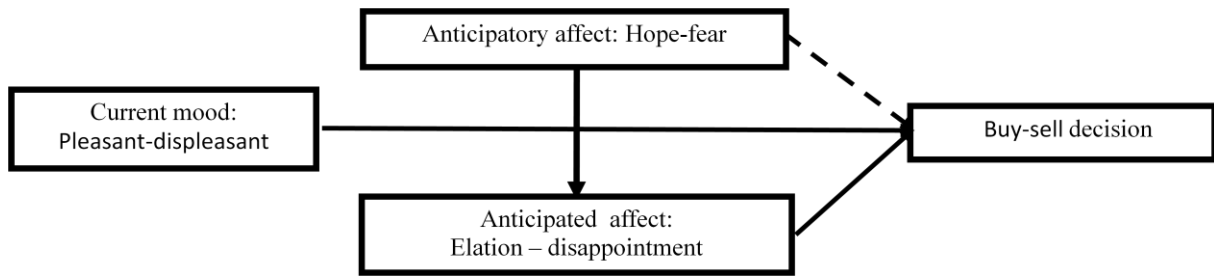 Anticipatory affect: Hope-fear
Current mood:
Pleasant-displeasant
Buy-sell decision
Anticipated affect:
Elation – disappointment